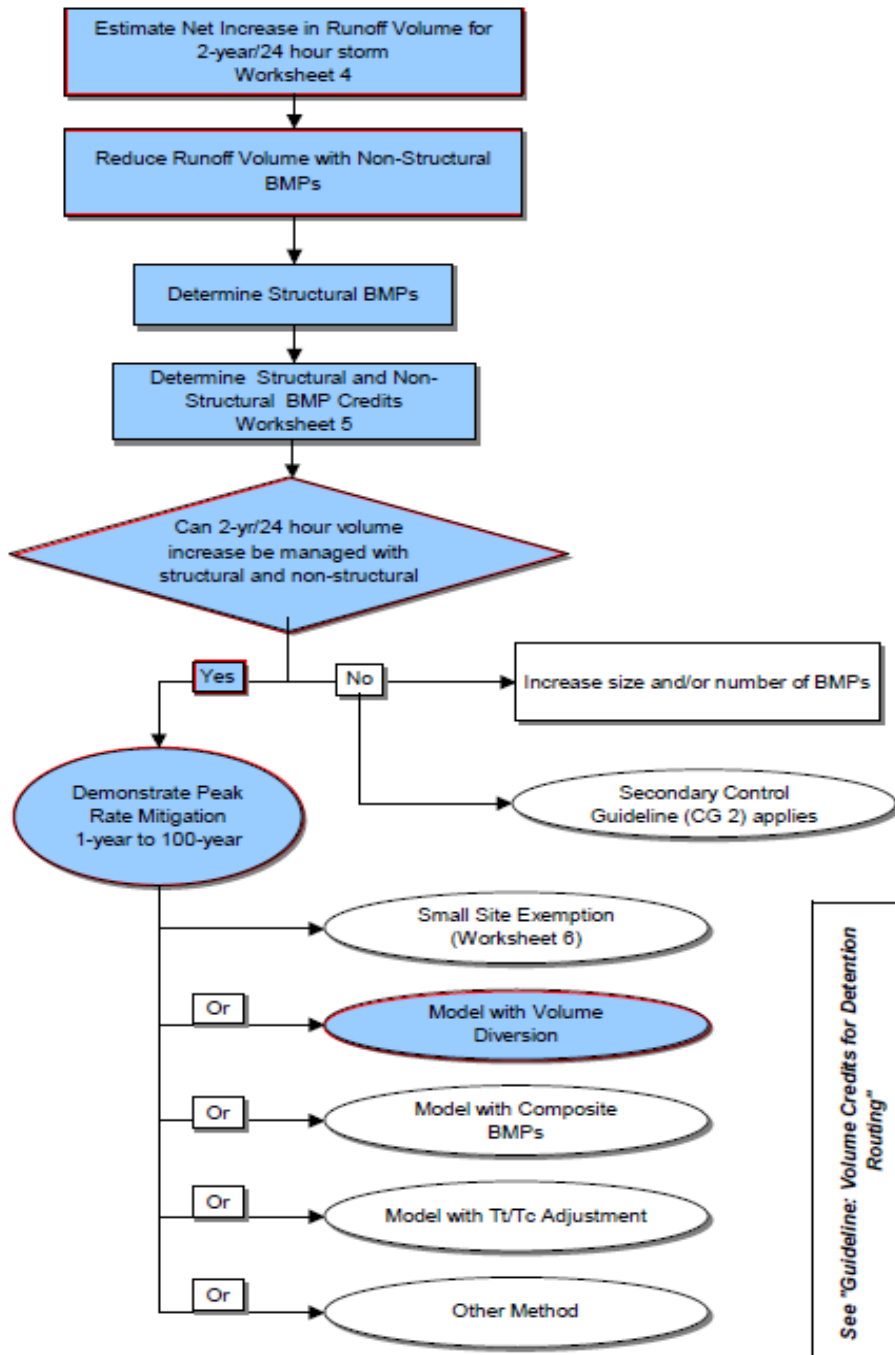 Estimate Net Increase in Runoff Volume for
2-year/24 hour storm
Worksheet 4
Reduce Runoff Volume with Non-Structural
BMPs
Determine Structural BMPs
Determine Structural and Non-
Structural BMP Credits
Worksheet 5
Can 2-yr/24 hour volume
increase be managed with
structural and non-structural
Yes
No
Increase size and/or number of BMPs
Demonstrate Peak
Rate Mitigation
1-year to 100-year
Secondary Control
Guideline (CG 2) applies
Small Site Exemption
(Worksheet 6)
Or
Model with Volume
Diversion
Or
Model with Composite
BMPs
Or
Model with Tt/Tc Adjustment
Or
Other Method
See "Guideline: Volume Credits for Detention
Routing"